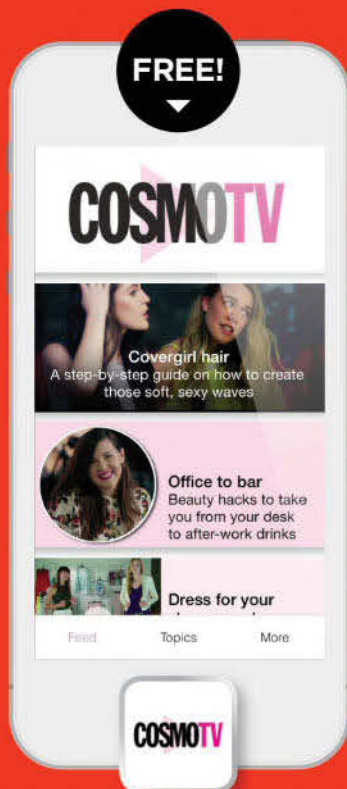 FREE!
COSMOTV
Covergirl hair
A step-by-step guide on how to create
those soft, sexy waves
Office to bar
Beauty hacks to take
you from your desk
to after-work drinks
Dress for your
Feed Topics More
COSMOTV